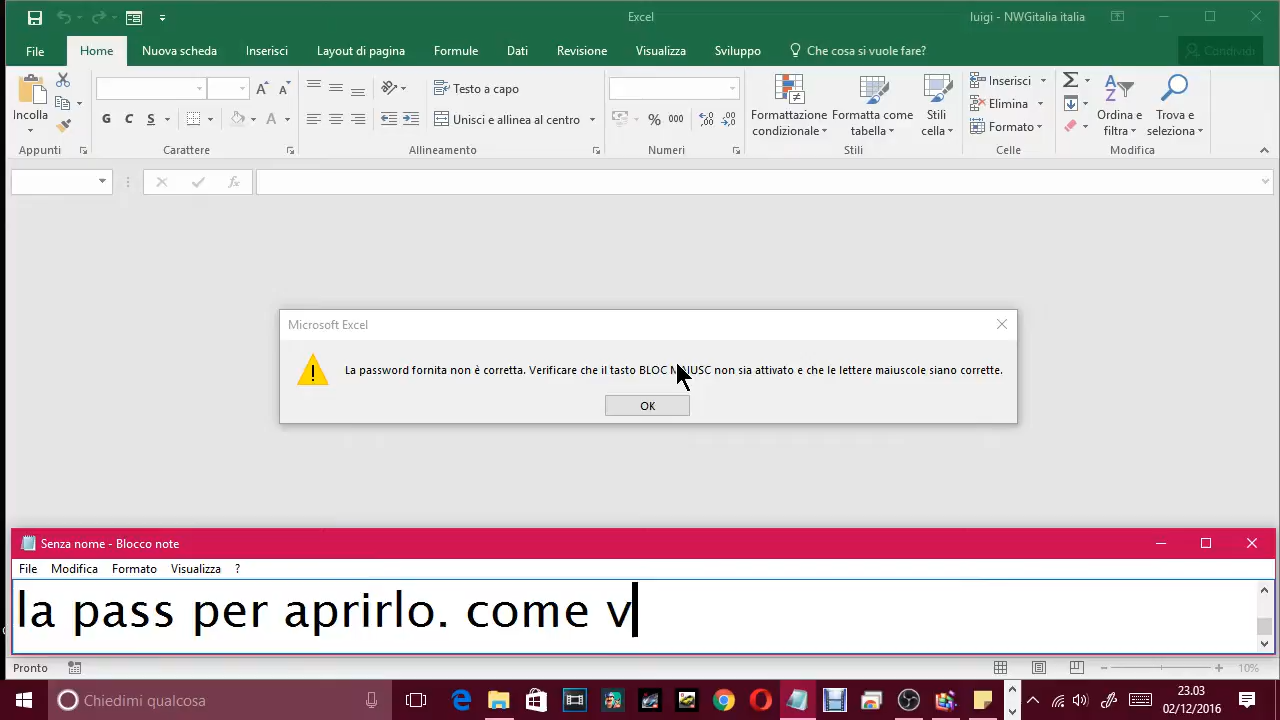 Excel
luigi - NWGitalia italia
File
Home
Nuova scheda
Inserisci
Layout di pagina
Formule
Dati
Revisione
Visualizza
Sviluppo
Che cosa si vuole fare?
Condividi
Incolla
Appunti
G C S
Carattere
Testo a capo
Unisci e allinea al centro
Allineamento
% 000
Numeri
Formattazione
condizionale
Formatta come
tabella
Stili
cella
Stili
Inserisci
Elimina
Formato
Celle
Ordina e
filtra
Trova e
seleziona
Modifica
fx
Microsoft Excel
La password fornita non è corretta. Verificare che il tasto BLOC MAIUSC non sia attivato e che le lettere maiuscole siano corrette.
OK
Senza nome - Blocco note
File
Modifica
Formato
Visualizza
?
la pass per aprirlo. come v
Pronto
10%
Chiedimi qualcosa
23.03
02/12/2016